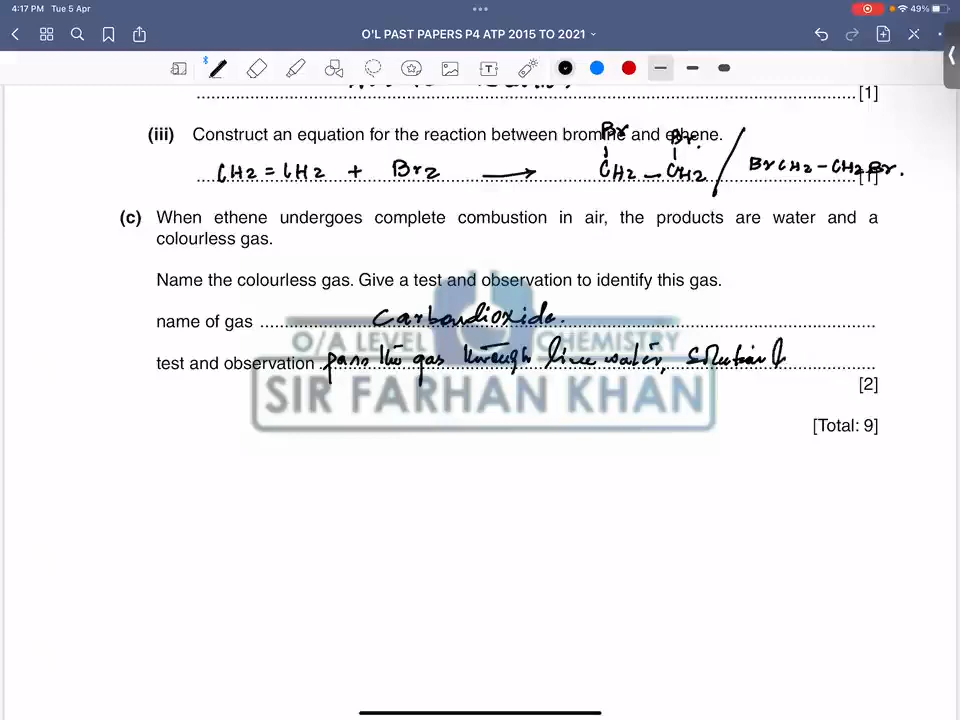 4:17 PM Tue 5 Apr
49%
O'L PAST PAPERS P4 ATP 2015 TO 2021
[1]
(iii) Construct an equation for the reaction between bromine and ethene.
Br Br
CH2 = CH2 + Br2 → CH2 – CH2 / BrCH2 – CH2Br.
[1]
(c) When ethene undergoes complete combustion in air, the products are water and a
colourless gas.
Name the colourless gas. Give a test and observation to identify this gas.
name of gas carbondioxide.
test and observation pass the gas through lime water, solution
[2]
O/A LEVEL CHEMISTRY
SIR FARHAN KHAN
[Total: 9]